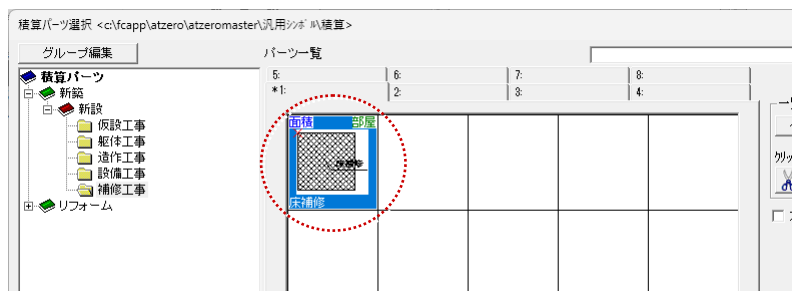 積算パーツ選択 <c:\fcapp\atzero\atzeromaster\汎用ｼﾝﾎﾞﾙ\積算>
グループ編集
パーツ一覧
積算パーツ
新築
新設
仮設工事
躯体工事
造作工事
設備工事
補修工事
リフォーム
5: 6: 7: 8:
*1: 2: 3: 4:
面積 部屋
床補修
床補修